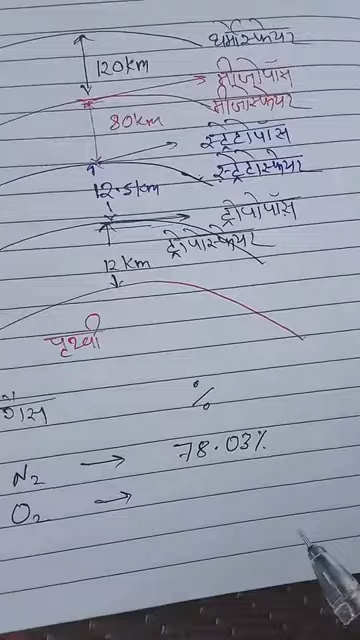 थर्मोस्फेयर
120km
मीजोपॉस
मीजोस्फेयर
80km
स्ट्रेटोपॉस
स्ट्रेटोस्फेयर
12.5km
ट्रोपोपॉस
ट्रोपोस्फेयर
12 km
पृथ्वी
गैस %
N2 → 78.03%
O2 →